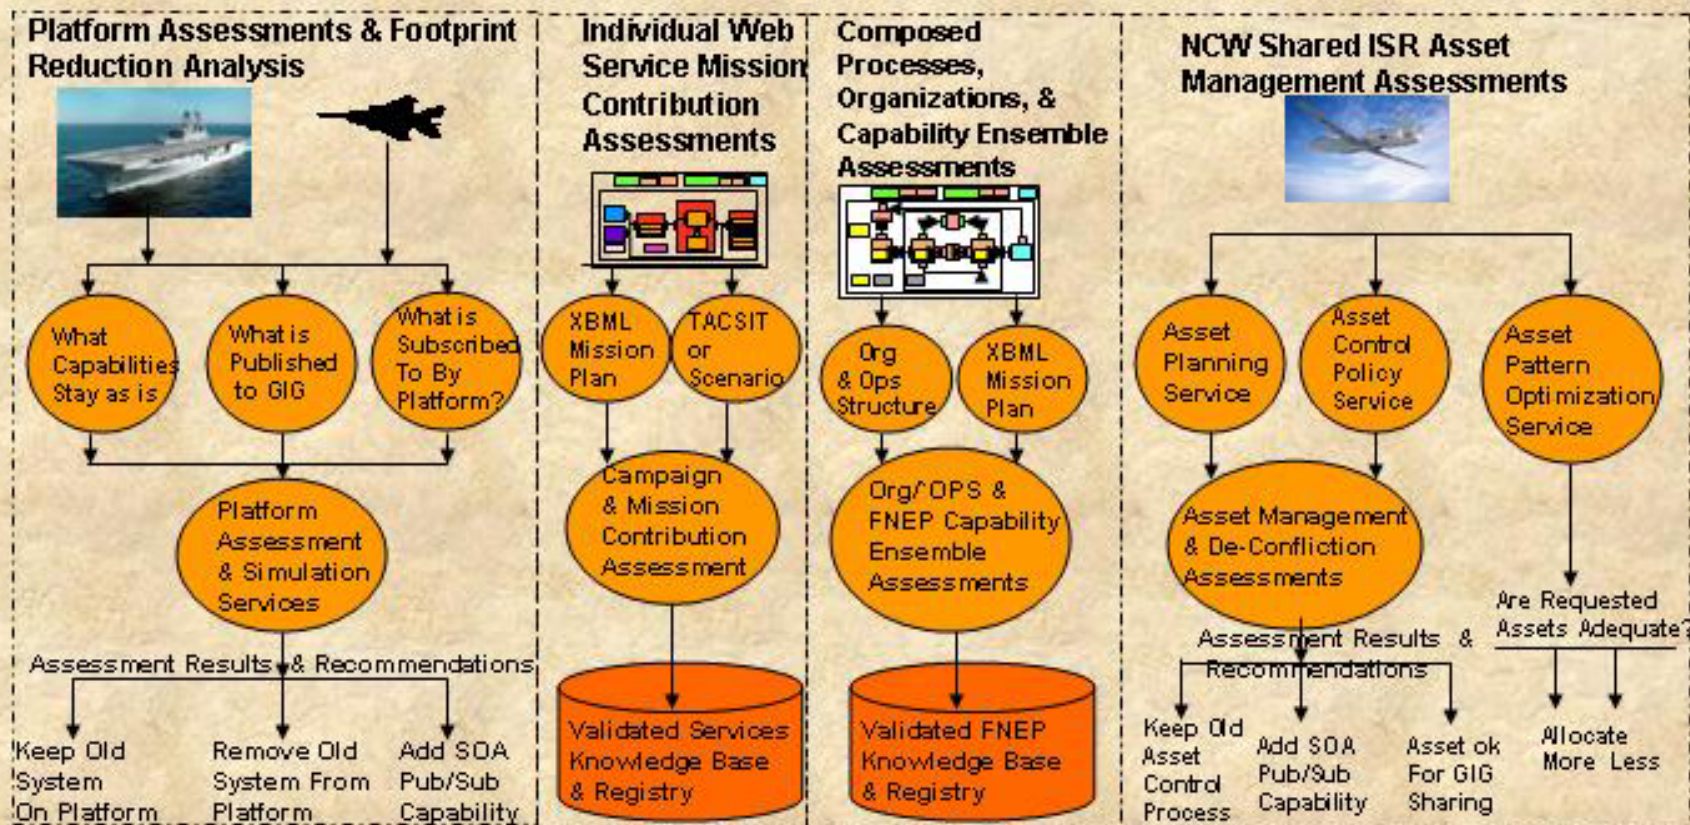 Platform Assessments & Footprint
Reduction Analysis
What
Capabilities
Stay as is
What is
Published
to GIG
What is
Subscribed
To By
Platform?
Platform
Assessment
& Simulation
Services
Assessment Results & Recommendations
Keep Old
System
On Platform
Remove Old
System From
Platform
Add SOA
Pub/Sub
Capability
Individual Web
Service Mission
Contribution
Assessments
XBML
Mission
Plan
TACSIT
or
Scenario
Campaign
& Mission
Contribution
Assessment
Validated Services
Knowledge Base
& Registry
Composed
Processes,
Organizations, &
Capability Ensemble
Assessments
Org
& Ops
Structure
XBML
Mission
Plan
Org/'OPS &
FNEP Capability
Ensemble
Assessments
Validated FNEP
Knowledge Base
& Registry
NCW Shared ISR Asset
Management Assessments
Asset
Planning
Service
Asset
Control
Policy
Service
Asset
Pattern
Optimization
Service
Asset Management
& De-Confliction
Assessments
Assessment Results &
Recommendations
Keep Old
Asset
Control
Process
Add SOA
Pub/Sub
Capability
Asset ok
For GIG
Sharing
Are Requested
Assets Adequate?
Allocate
More Less